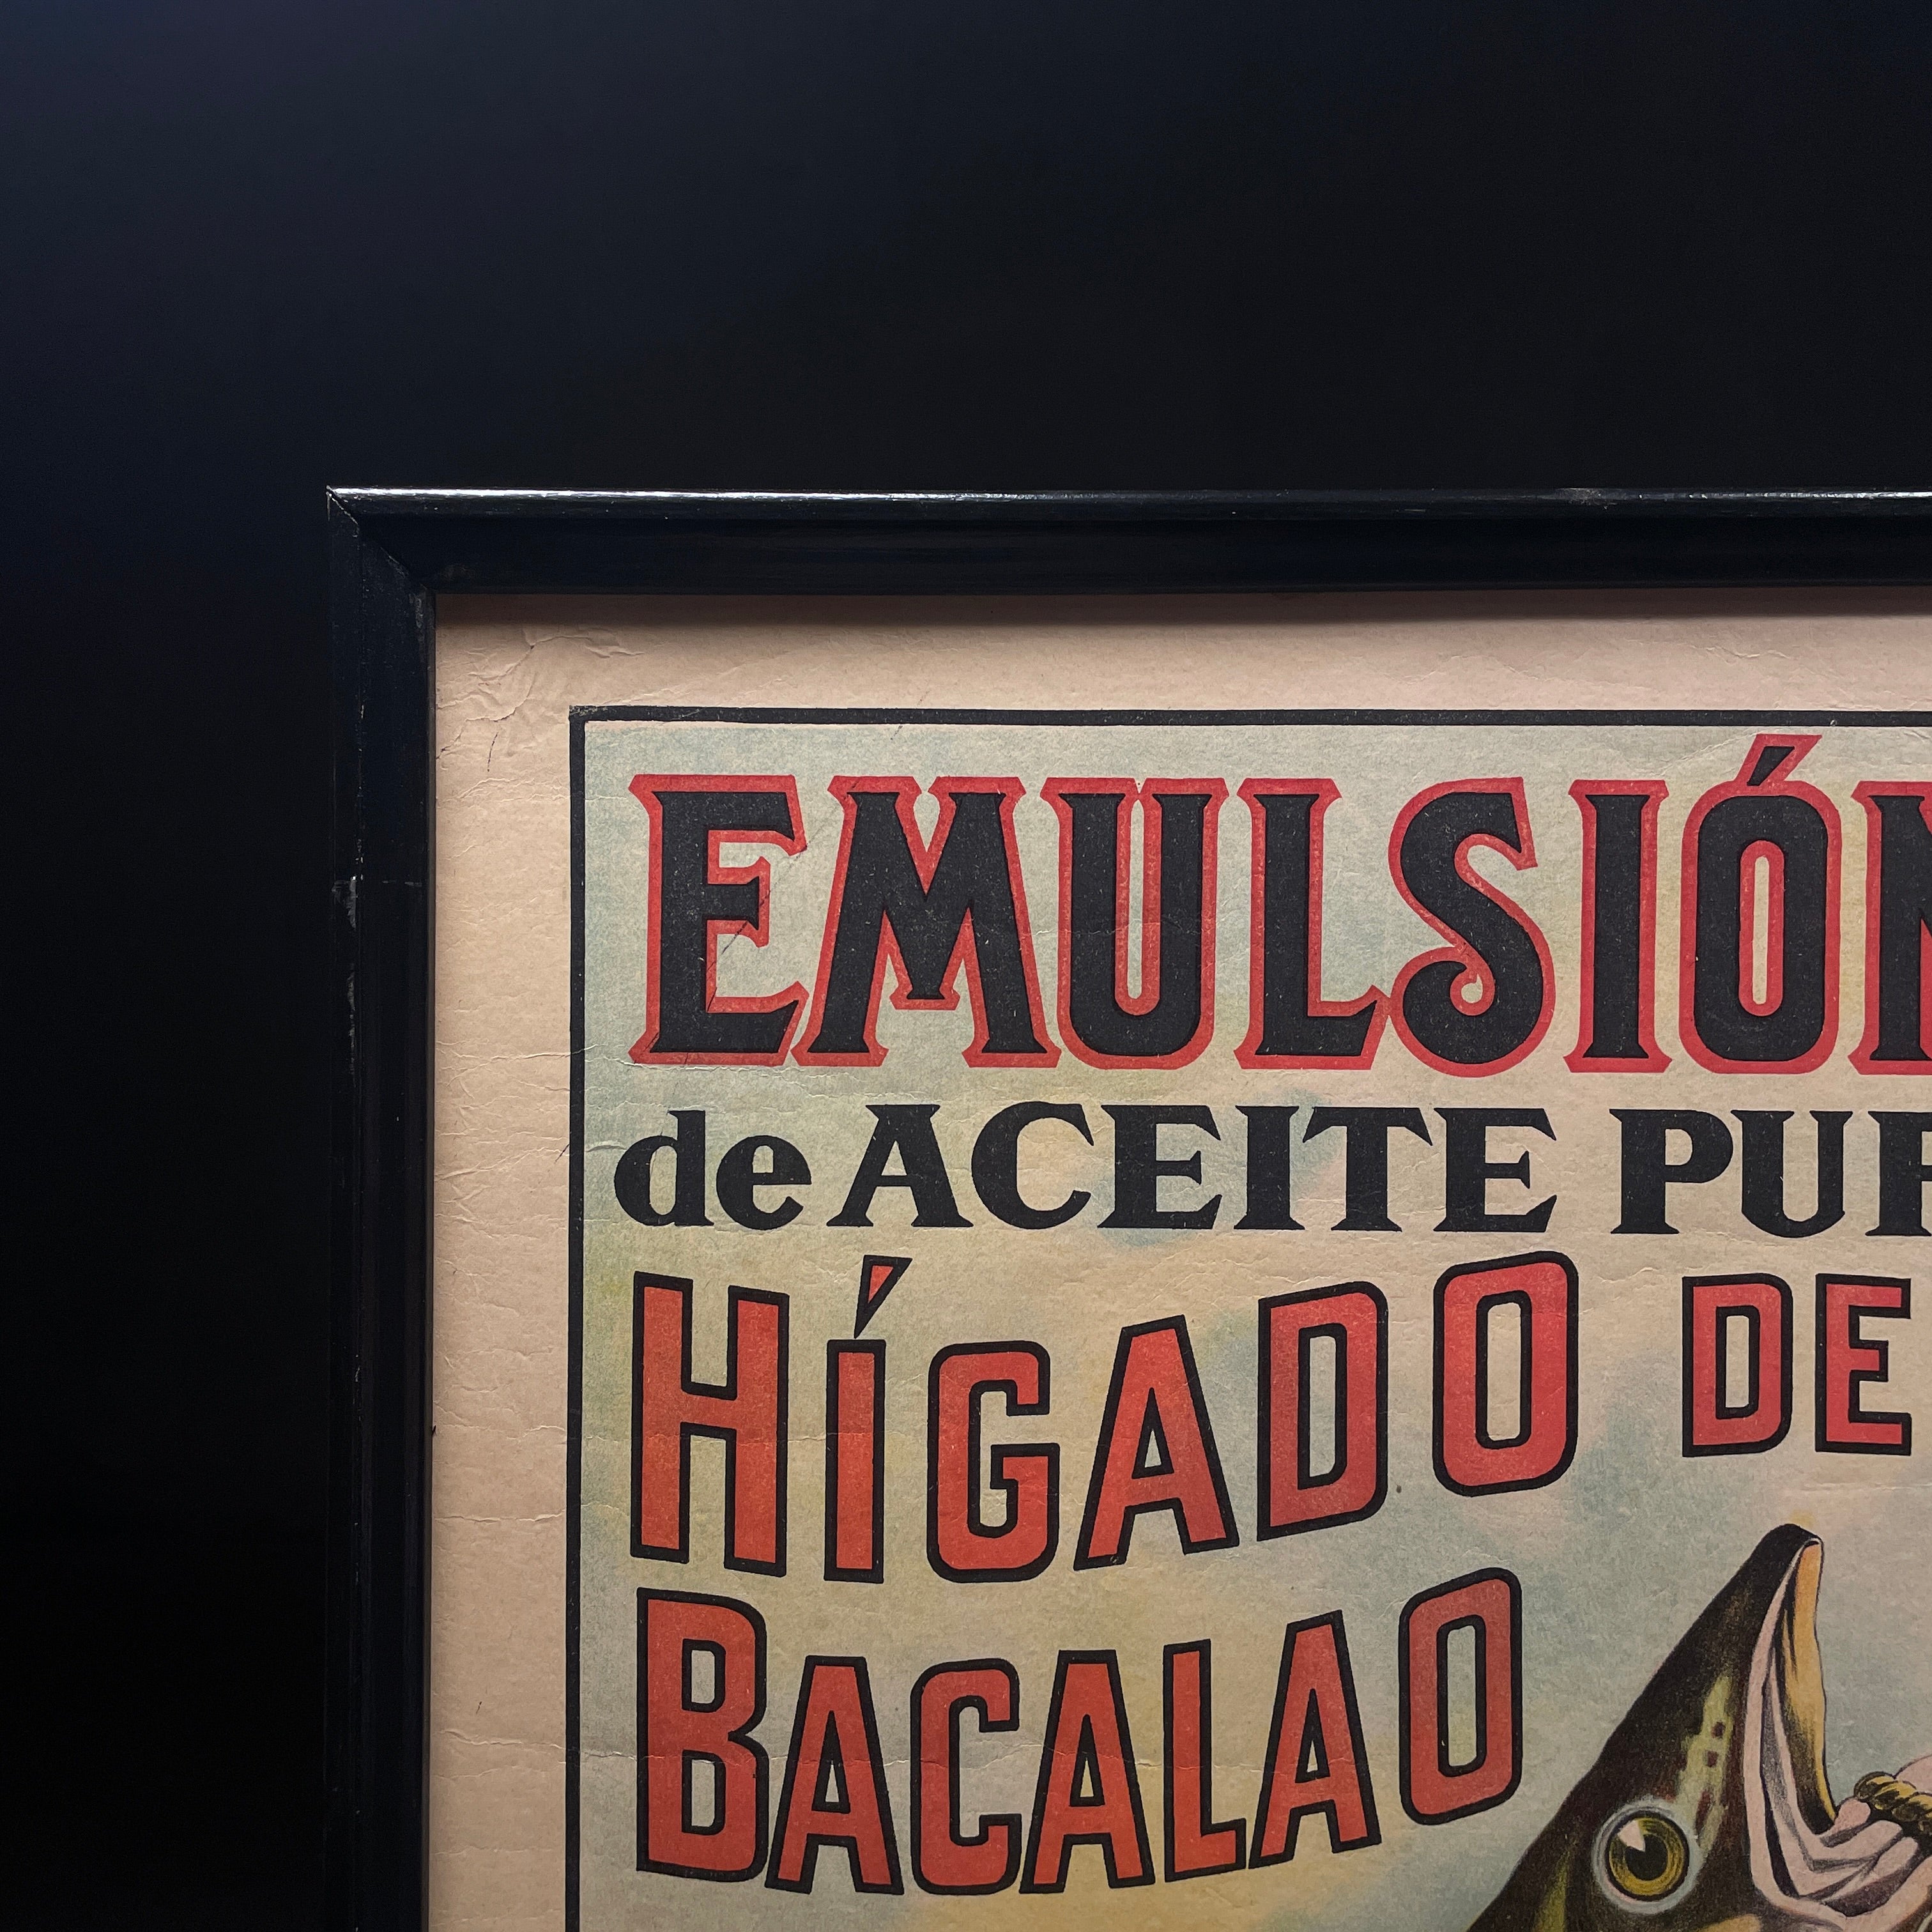 EMULSIÓN
de ACEITE PUR
HÍGADO DE
BACALAO